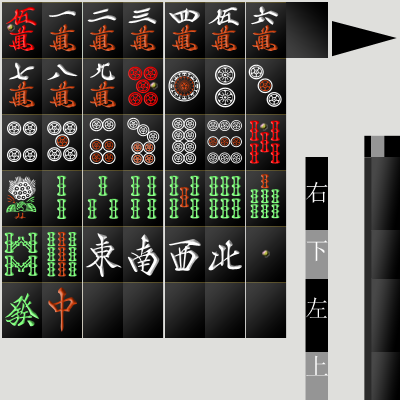 伍萬 一萬 二萬 三萬 四萬 伍萬 六萬
七萬 八萬 九萬
東 南 西 北
發 中
右
下
左
上